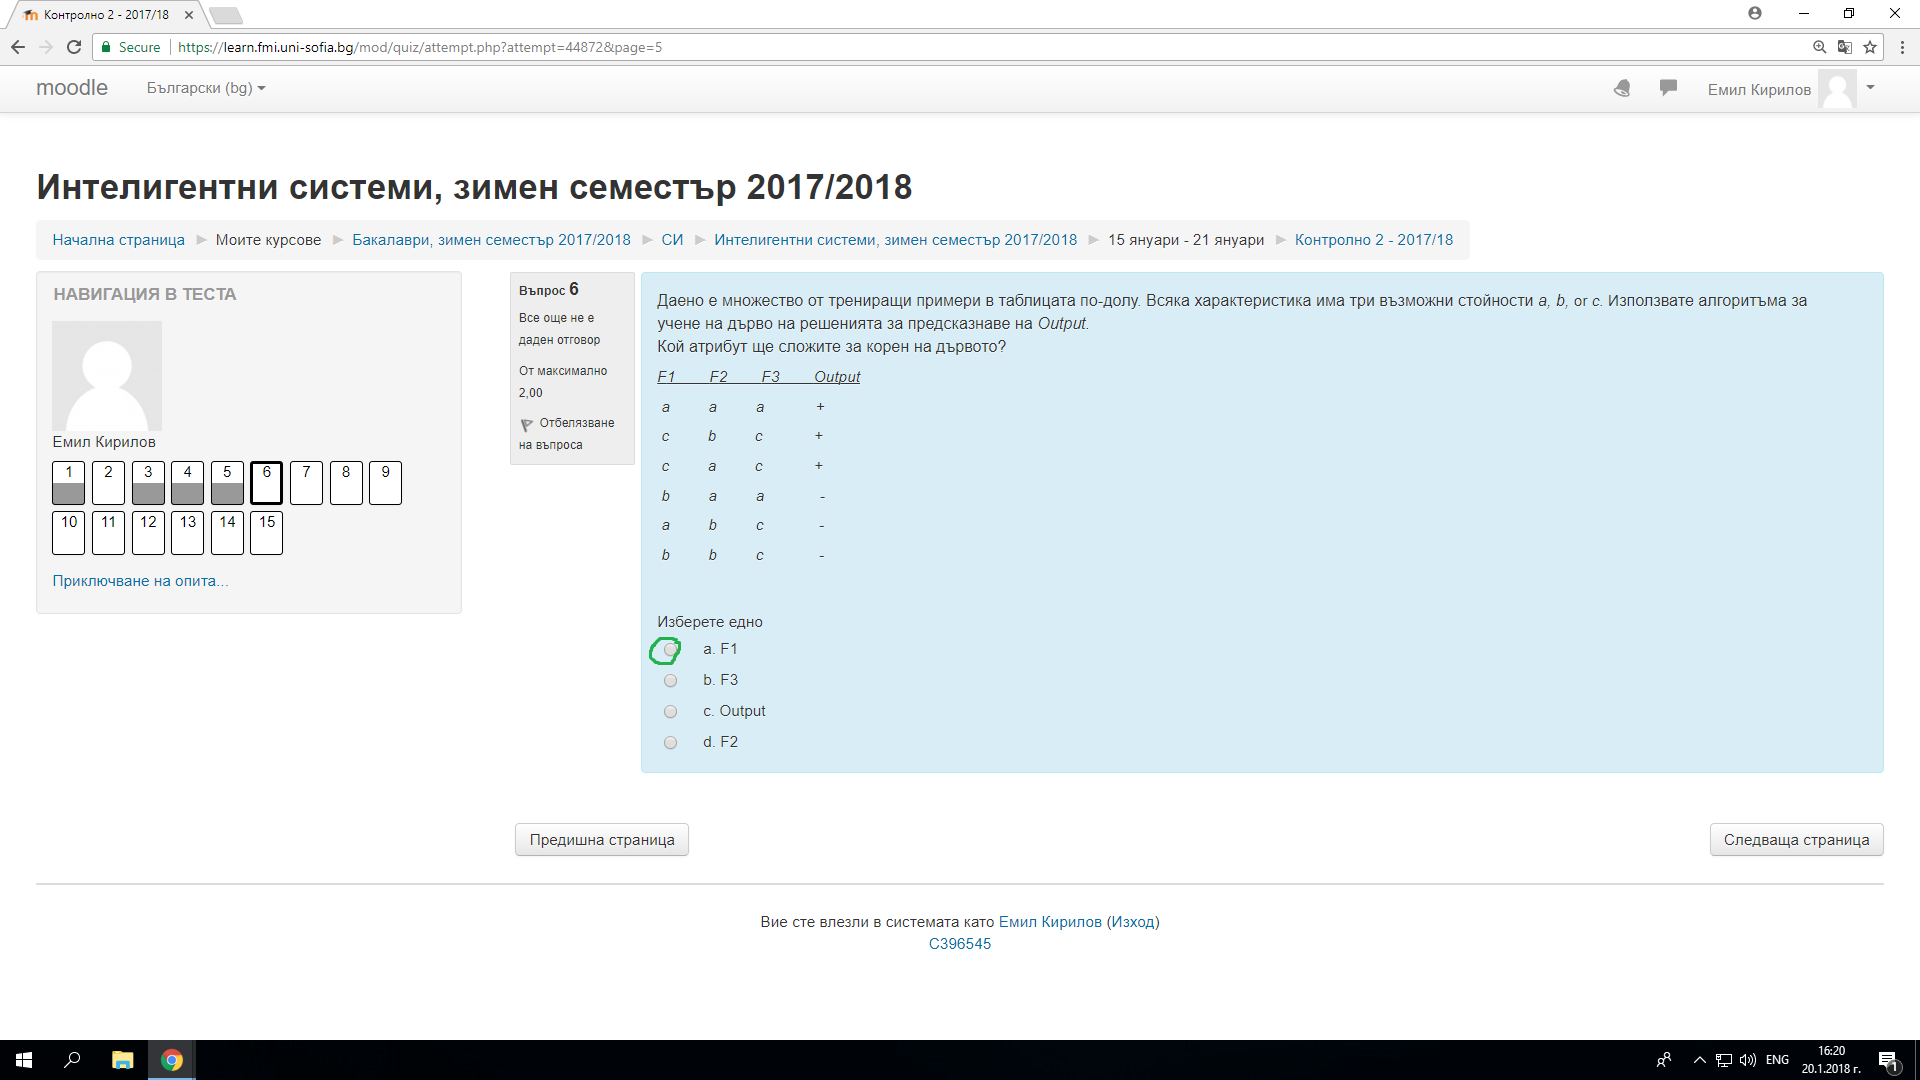 Контролно 2 - 2017/18
Secure https://learn.fmi.uni-sofia.bg/mod/quiz/attempt.php?attempt=44872&page=5
moodle Български (bg) Емил Кирилов
Интелигентни системи, зимен семестър 2017/2018
Начална страница Моите курсове Бакалаври, зимен семестър 2017/2018 СИ Интелигентни системи, зимен семестър 2017/2018 15 януари - 21 януари Контролно 2 - 2017/18
НАВИГАЦИЯ В ТЕСТА
Емил Кирилов
1 2 3 4 5 6 7 8 9
10 11 12 13 14 15
Приключване на опита...
Въпрос 6
Все още не е
даден отговор
От максимално
2,00
Отбелязване
на въпроса
Даено е множество от трениращи примери в таблицата по-долу. Всяка характеристика има три възможни стойности a, b, or c. Използвате алгоритъма за
учене на дърво на решенията за предсказнаве на Output.
Кой атрибут ще сложите за корен на дървото?
F1 F2 F3 Output
a a a +
c b c +
c a c +
b a a -
a b c -
b b c -
Изберете едно
a. F1
b. F3
c. Output
d. F2
Предишна страница Следваща страница
Вие сте влезли в системата като Емил Кирилов (Изход)
C396545
ENG 16:20
20.1.2018 г. 1